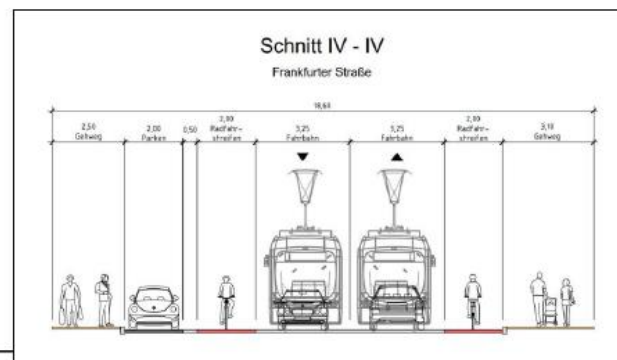 Schnitt IV - IV
Frankfurter Straße
18,60
2,50
Gehweg
2,00
Parken
0,50
2,00
Radfahr-
streifen
3,25
Fahrbahn
3,25
Fahrbahn
2,00
Radfahr-
streifen
3,10
Gehweg